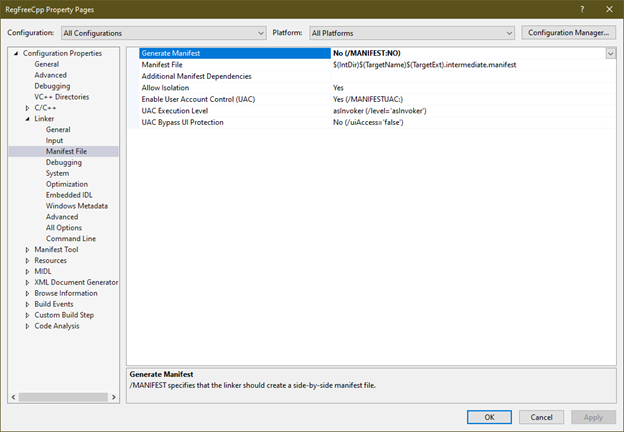 RegFreeCpp Property Pages
? ×
Configuration: All Configurations Platform: All Platforms Configuration Manager...
Configuration Properties
General
Advanced
Debugging
VC++ Directories
C/C++
Linker
General
Input
Manifest File
Debugging
System
Optimization
Embedded IDL
Windows Metadata
Advanced
All Options
Command Line
Manifest Tool
Resources
MIDL
XML Document Generator
Browse Information
Build Events
Custom Build Step
Code Analysis
Generate Manifest No (/MANIFEST:NO)
Manifest File $(IntDir)$(TargetName)$(TargetExt).intermediate.manifest
Additional Manifest Dependencies
Allow Isolation Yes
Enable User Account Control (UAC) Yes (/MANIFESTUAC:)
UAC Execution Level asInvoker (/level='asInvoker')
UAC Bypass UI Protection No (/uiAccess='false')
Generate Manifest
/MANIFEST specifies that the linker should create a side-by-side manifest file.
OK Cancel Apply